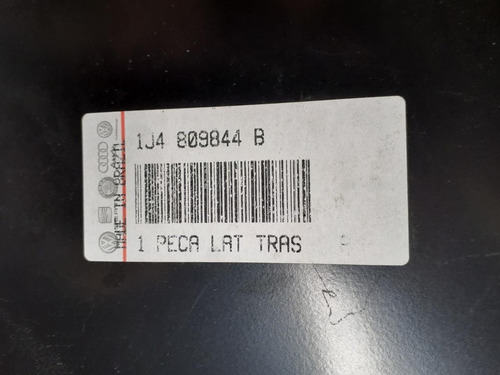 1J4 809844 B
1 PECA LAT TRAS
MADE IN BRAZIL